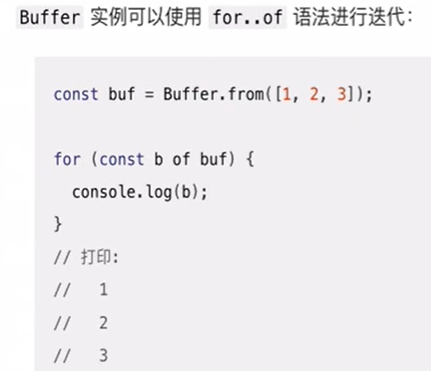 Buffer 实例可以使用 for..of 语法进行迭代：
const buf = Buffer.from([1, 2, 3]);
for (const b of buf) {
  console.log(b);
}
// 打印:
//   1
//   2
//   3